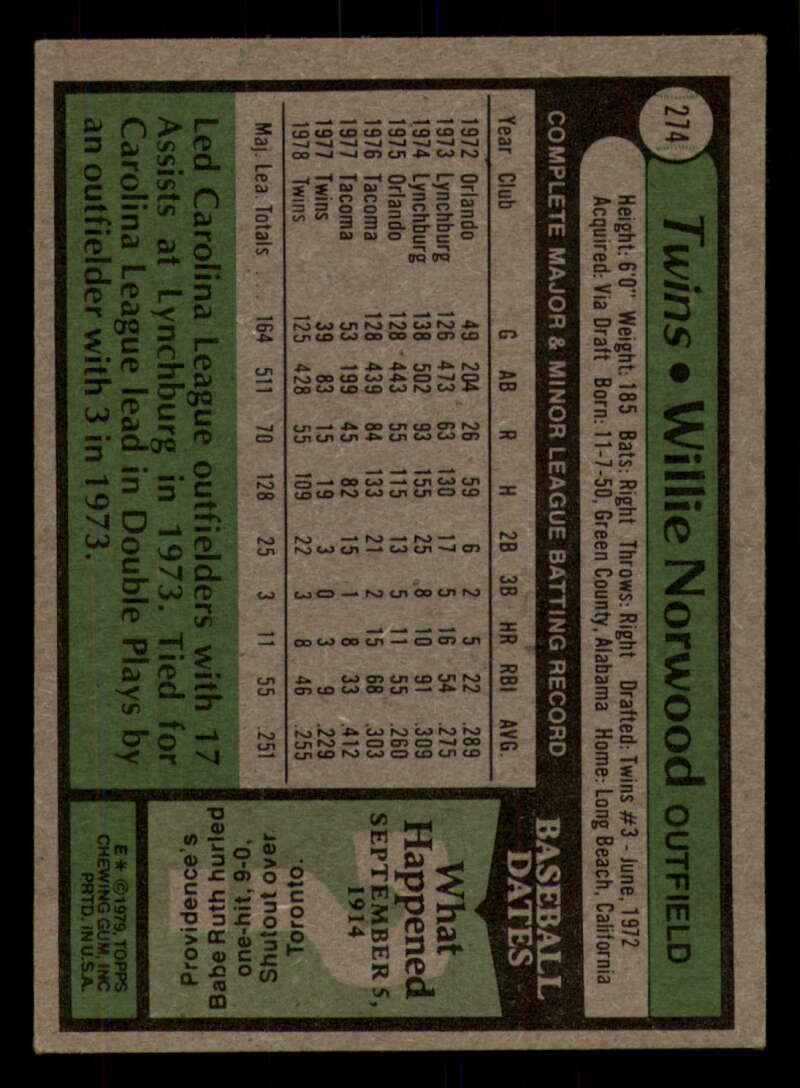 274 Twins • Willie Norwood OUTFIELD
Height: 6'0" Weight: 185 Bats: Right Throws: Right Drafted: Twins #3 - June, 1972
Acquired: Via Draft Born: 11-7-50, Green County, Alabama Home: Long Beach, California
COMPLETE MAJOR & MINOR LEAGUE BATTING RECORD
Year Club G AB R H 2B 3B HR RBI AVG.
1972 Orlando 49 204 26 59 6 2 5 22 .289
1973 Lynchburg 126 473 63 130 17 5 16 54 .275
1974 Lynchburg 138 502 93 155 25 8 10 91 .309
1975 Orlando 128 443 55 115 13 5 1 55 .260
1976 Tacoma 128 439 84 133 11 2 15 68 .303
1977 Tacoma 53 199 45 82 15 1 8 33 .412
1977 Twins 39 83 15 19 3 0 3 9 .229
1978 Twins 125 428 55 109 22 3 8 46 .255
Maj. Lea Totals 164 511 70 128 25 3 11 55 .251
Led Carolina League outfielders with 17
Assists at Lynchburg in 1973. Tied for
Carolina League lead in Double Plays by
an outfielder with 3 in 1973.
BASEBALL
DATES
What
Happened
SEPTEMBER 5,
1914
Providence's
Babe Ruth hurled
one-hit, 9-0,
Shutout over
Toronto.
E * ©1979, TOPPS
CHEWING GUM, INC
PRTD. IN U.S.A.